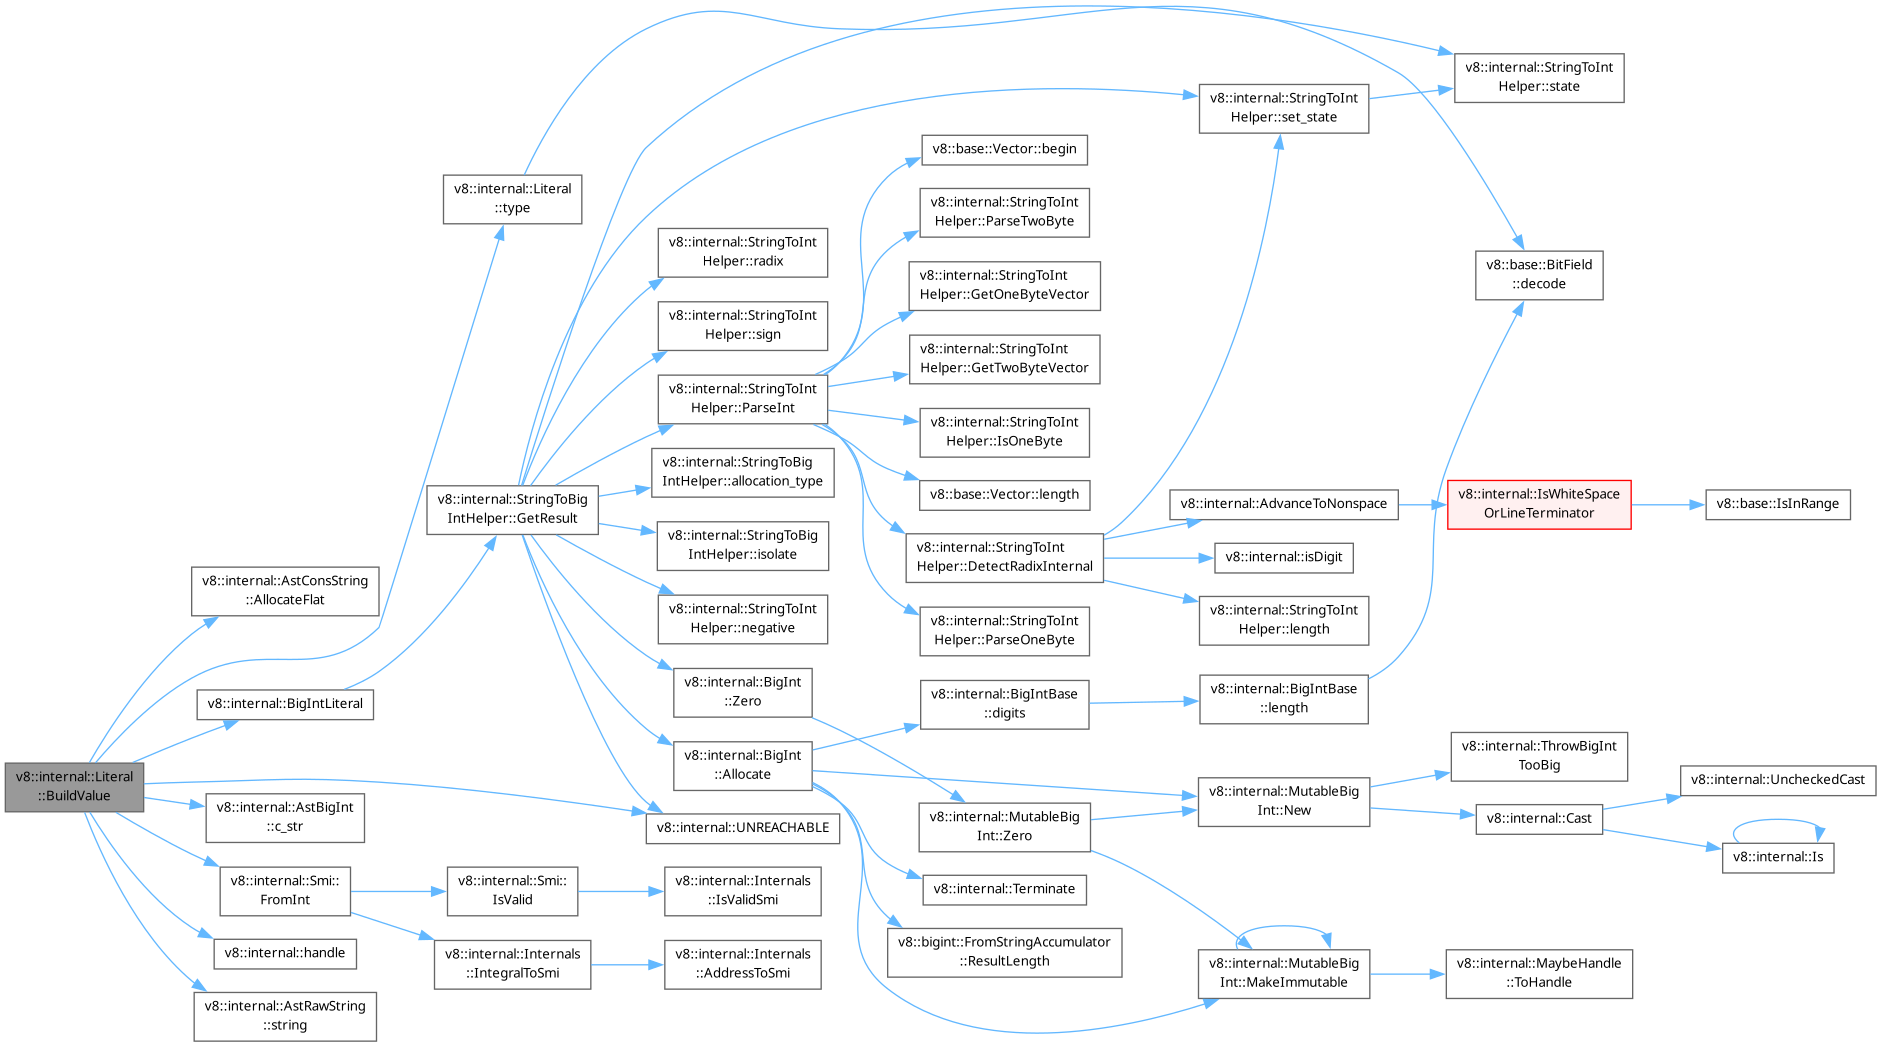 v8::internal::Literal
::BuildValue
v8::internal::AstConsString
::AllocateFlat
v8::internal::BigIntLiteral
v8::internal::AstBigInt
::c_str
v8::internal::Smi::
FromInt
v8::internal::handle
v8::internal::AstRawString
::string
v8::internal::Literal
::type
v8::internal::StringToBig
IntHelper::GetResult
v8::internal::Smi::
IsValid
v8::internal::Internals
::IntegralToSmi
v8::internal::StringToInt
Helper::radix
v8::internal::StringToInt
Helper::sign
v8::internal::StringToInt
Helper::ParseInt
v8::internal::StringToBig
IntHelper::allocation_type
v8::internal::StringToBig
IntHelper::isolate
v8::internal::StringToInt
Helper::negative
v8::internal::BigInt
::Zero
v8::internal::BigInt
::Allocate
v8::internal::UNREACHABLE
v8::internal::Internals
::IsValidSmi
v8::internal::Internals
::AddressToSmi
v8::base::Vector::begin
v8::internal::StringToInt
Helper::ParseTwoByte
v8::internal::StringToInt
Helper::GetOneByteVector
v8::internal::StringToInt
Helper::GetTwoByteVector
v8::internal::StringToInt
Helper::IsOneByte
v8::base::Vector::length
v8::internal::StringToInt
Helper::DetectRadixInternal
v8::internal::StringToInt
Helper::ParseOneByte
v8::internal::BigIntBase
::digits
v8::internal::MutableBig
Int::Zero
v8::internal::Terminate
v8::bigint::FromStringAccumulator
::ResultLength
v8::internal::StringToInt
Helper::set_state
v8::internal::AdvanceToNonspace
v8::internal::isDigit
v8::internal::StringToInt
Helper::length
v8::internal::BigIntBase
::length
v8::internal::MutableBig
Int::New
v8::internal::MutableBig
Int::MakeImmutable
v8::internal::StringToInt
Helper::state
v8::base::BitField
::decode
v8::internal::IsWhiteSpace
OrLineTerminator
v8::internal::ThrowBigInt
TooBig
v8::internal::Cast
v8::internal::MaybeHandle
::ToHandle
v8::base::IsInRange
v8::internal::UncheckedCast
v8::internal::Is